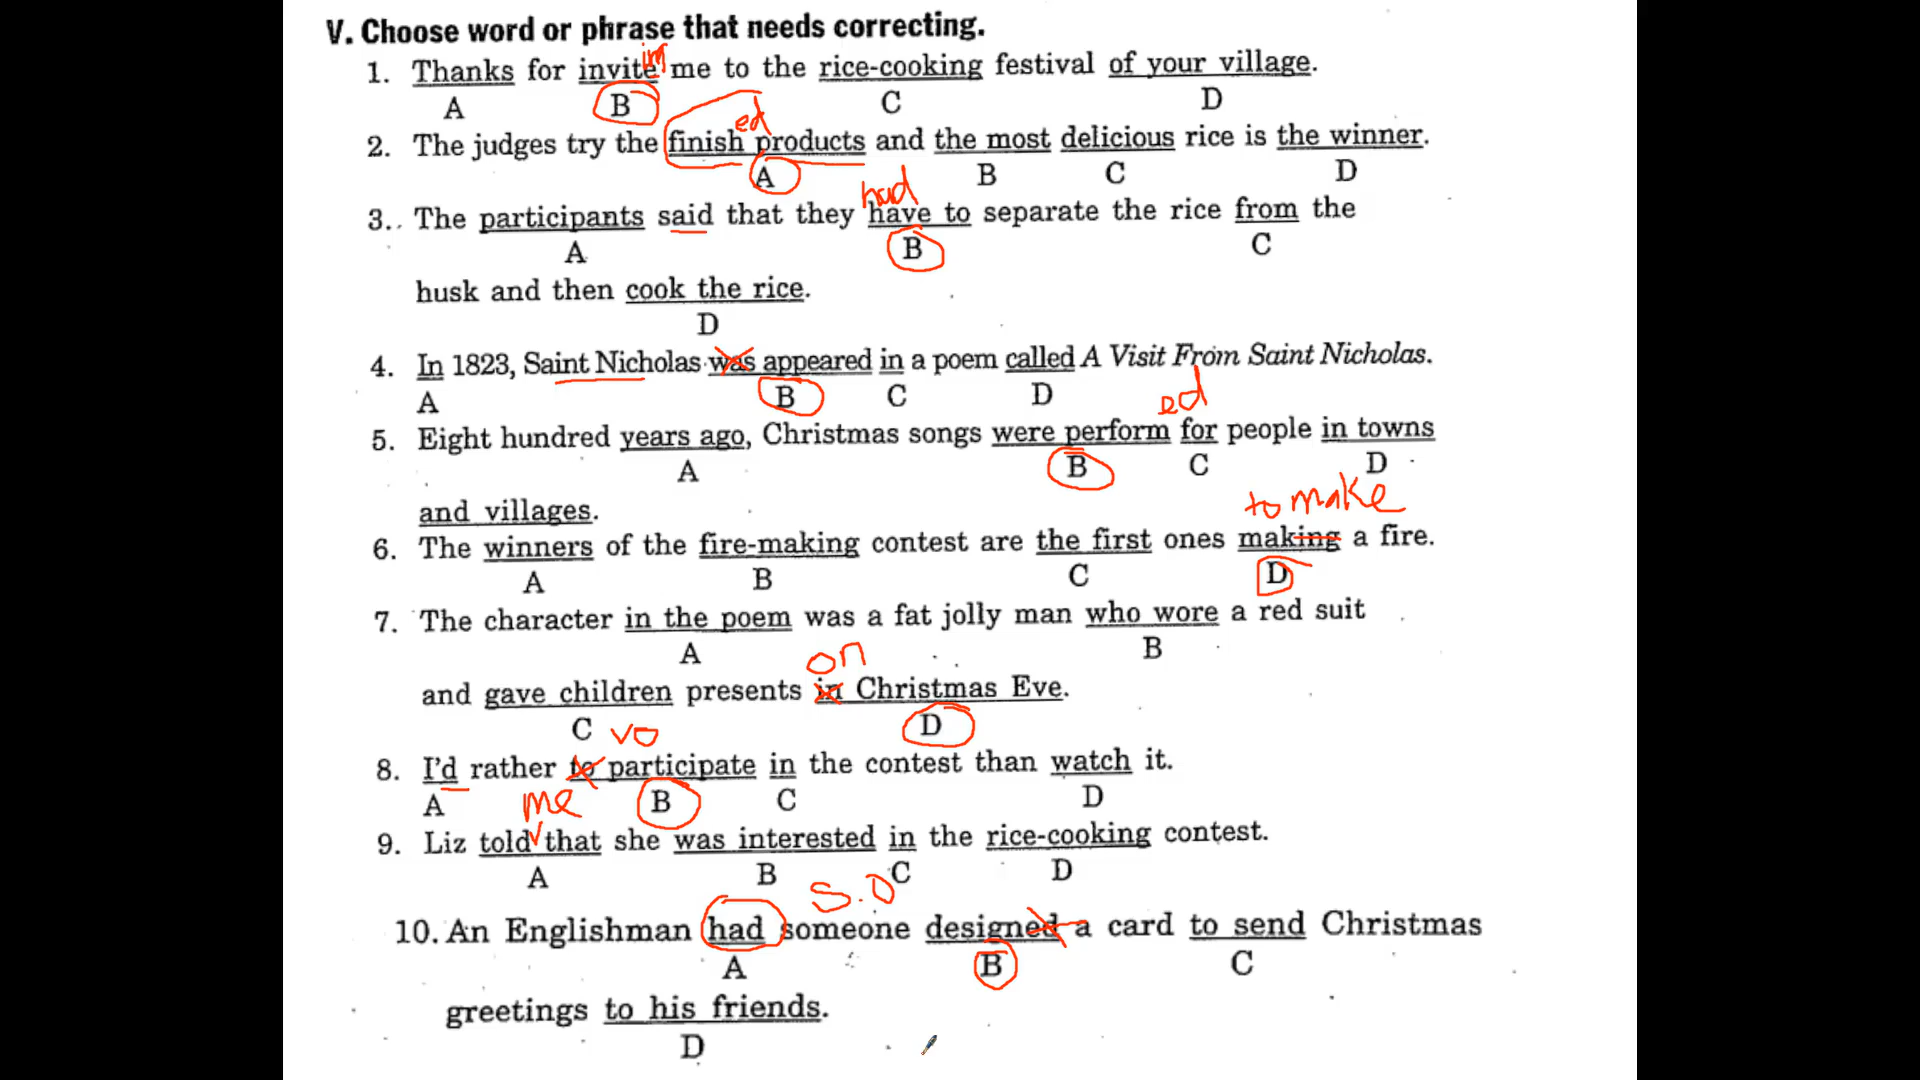 V. Choose word or phrase that needs correcting.
1. Thanks for invite me to the rice-cooking festival of your village.
A B C D
ed
2. The judges try the finish products and the most delicious rice is the winner.
A B C D
had
3. The participants said that they have to separate the rice from the
A B C
husk and then cook the rice.
D
4. In 1823, Saint Nicholas was appeared in a poem called A Visit From Saint Nicholas.
A B C D
ed
5. Eight hundred years ago, Christmas songs were perform for people in towns
A B C D
and villages.
to make
6. The winners of the fire-making contest are the first ones making a fire.
A B C D
7. The character in the poem was a fat jolly man who wore a red suit
A B
on
and gave children presents in Christmas Eve.
C D
vo
8. I'd rather to participate in the contest than watch it.
A B C D
me
9. Liz told that she was interested in the rice-cooking contest.
A B C D
S.O
10. An Englishman had someone designed a card to send Christmas
A B C
greetings to his friends.
D